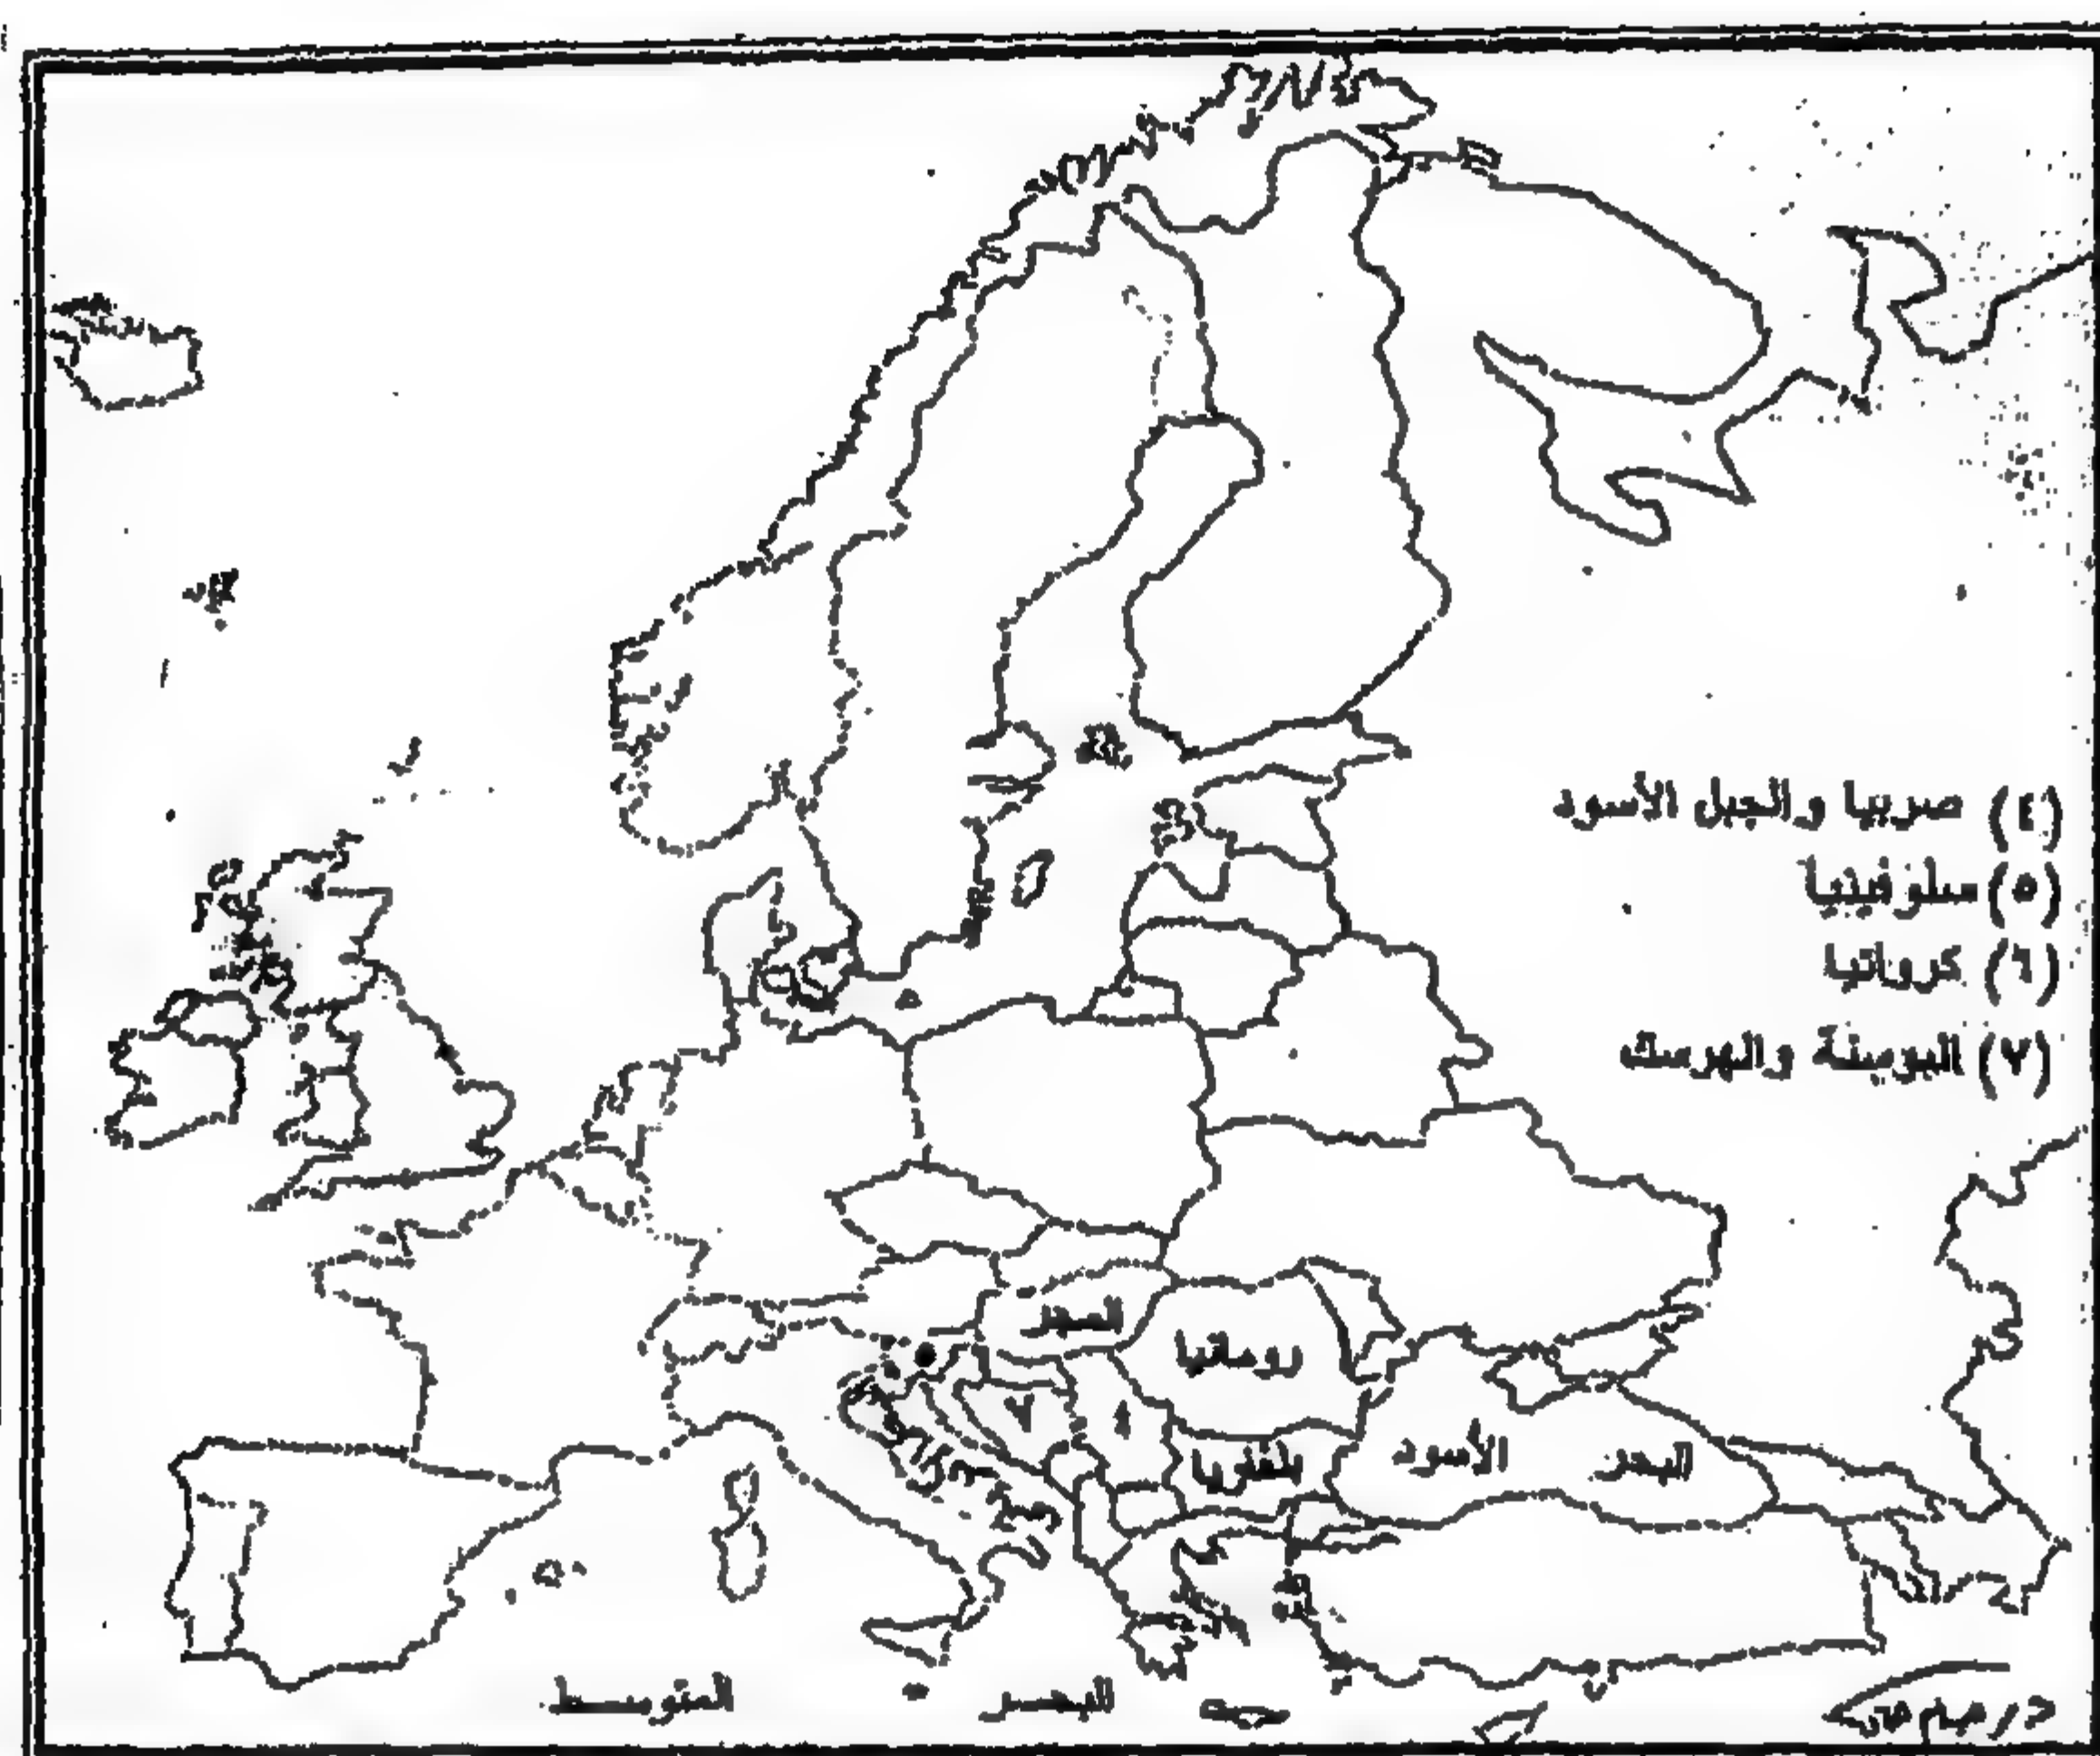 (٤) صربيا والجبل الأسود
(٥) سلوفينيا
(٦) كرواتيا
(٧) البوسنة والهرسك
المجر
رومانيا
٧
٤
بلغريا
البحر الأسود
البحر المتوسط